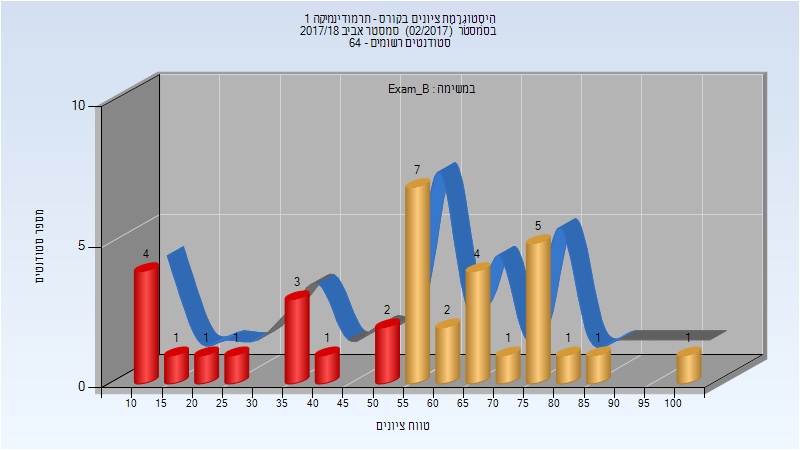 היסטוגרמת ציונים בקורס - תרמודינמיקה 1
בסמסטר (02/2017) סמסטר אביב 2017/18
סטודנטים רשומים - 64
במשימה : Exam_B
מספר סטודנטים
10
5
0
4
1
1
1
3
1
2
7
2
4
1
5
1
1
1
10 15 20 25 30 35 40 45 50 55 60 65 70 75 80 85 90 95 100
טווח ציונים